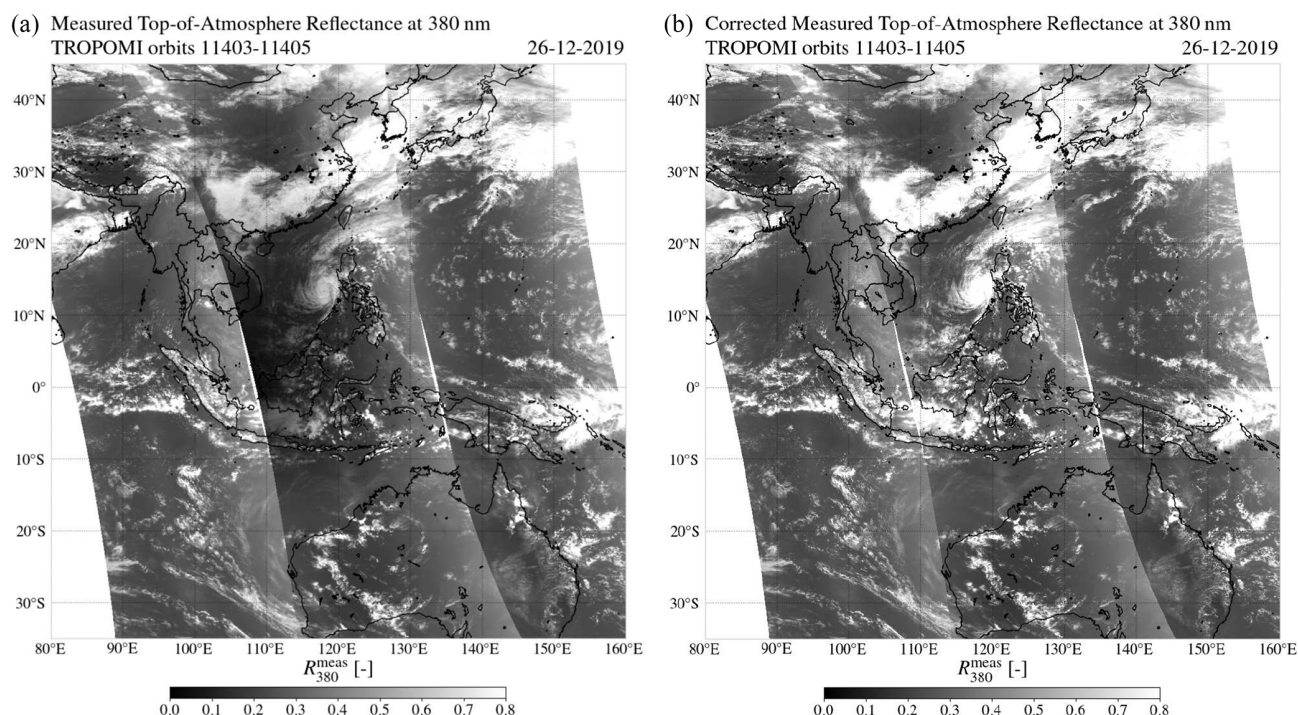 (a) Measured Top-of-Atmosphere Reflectance at 380 nm
TROPOMI orbits 11403-11405 26-12-2019
40°N
30°N
20°N
10°N
0°
10°S
20°S
30°S
80°E 90°E 100°E 110°E 120°E 130°E 140°E 150°E 160°E
R meas 380 [-]
0.0 0.1 0.2 0.3 0.4 0.5 0.6 0.7 0.8
(b) Corrected Measured Top-of-Atmosphere Reflectance at 380 nm
TROPOMI orbits 11403-11405 26-12-2019
40°N
30°N
20°N
10°N
0°
10°S
20°S
30°S
80°E 90°E 100°E 110°E 120°E 130°E 140°E 150°E 160°E
R meas 380 [-]
0.0 0.1 0.2 0.3 0.4 0.5 0.6 0.7 0.8